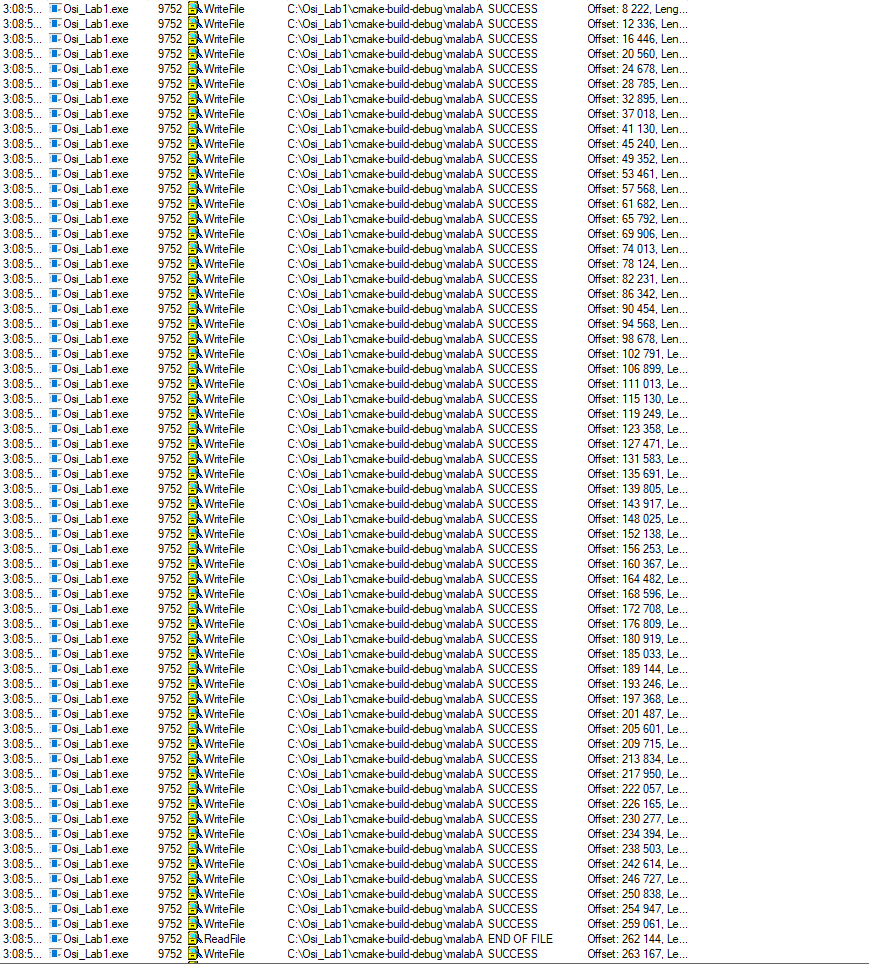 3:08:5... Osi_Lab1.exe 9752 WriteFile C:\Osi_Lab1\cmake-build-debug\malabA SUCCESS Offset: 8 222, Leng...
3:08:5... Osi_Lab1.exe 9752 WriteFile C:\Osi_Lab1\cmake-build-debug\malabA SUCCESS Offset: 12 336, Len...
3:08:5... Osi_Lab1.exe 9752 WriteFile C:\Osi_Lab1\cmake-build-debug\malabA SUCCESS Offset: 16 446, Len...
3:08:5... Osi_Lab1.exe 9752 WriteFile C:\Osi_Lab1\cmake-build-debug\malabA SUCCESS Offset: 20 560, Len...
3:08:5... Osi_Lab1.exe 9752 WriteFile C:\Osi_Lab1\cmake-build-debug\malabA SUCCESS Offset: 24 678, Len...
3:08:5... Osi_Lab1.exe 9752 WriteFile C:\Osi_Lab1\cmake-build-debug\malabA SUCCESS Offset: 28 785, Len...
3:08:5... Osi_Lab1.exe 9752 WriteFile C:\Osi_Lab1\cmake-build-debug\malabA SUCCESS Offset: 32 895, Len...
3:08:5... Osi_Lab1.exe 9752 WriteFile C:\Osi_Lab1\cmake-build-debug\malabA SUCCESS Offset: 37 018, Len...
3:08:5... Osi_Lab1.exe 9752 WriteFile C:\Osi_Lab1\cmake-build-debug\malabA SUCCESS Offset: 41 130, Len...
3:08:5... Osi_Lab1.exe 9752 WriteFile C:\Osi_Lab1\cmake-build-debug\malabA SUCCESS Offset: 45 240, Len...
3:08:5... Osi_Lab1.exe 9752 WriteFile C:\Osi_Lab1\cmake-build-debug\malabA SUCCESS Offset: 49 352, Len...
3:08:5... Osi_Lab1.exe 9752 WriteFile C:\Osi_Lab1\cmake-build-debug\malabA SUCCESS Offset: 53 461, Len...
3:08:5... Osi_Lab1.exe 9752 WriteFile C:\Osi_Lab1\cmake-build-debug\malabA SUCCESS Offset: 57 568, Len...
3:08:5... Osi_Lab1.exe 9752 WriteFile C:\Osi_Lab1\cmake-build-debug\malabA SUCCESS Offset: 61 682, Len...
3:08:5... Osi_Lab1.exe 9752 WriteFile C:\Osi_Lab1\cmake-build-debug\malabA SUCCESS Offset: 65 792, Len...
3:08:5... Osi_Lab1.exe 9752 WriteFile C:\Osi_Lab1\cmake-build-debug\malabA SUCCESS Offset: 69 906, Len...
3:08:5... Osi_Lab1.exe 9752 WriteFile C:\Osi_Lab1\cmake-build-debug\malabA SUCCESS Offset: 74 013, Len...
3:08:5... Osi_Lab1.exe 9752 WriteFile C:\Osi_Lab1\cmake-build-debug\malabA SUCCESS Offset: 78 124, Len...
3:08:5... Osi_Lab1.exe 9752 WriteFile C:\Osi_Lab1\cmake-build-debug\malabA SUCCESS Offset: 82 231, Len...
3:08:5... Osi_Lab1.exe 9752 WriteFile C:\Osi_Lab1\cmake-build-debug\malabA SUCCESS Offset: 86 342, Len...
3:08:5... Osi_Lab1.exe 9752 WriteFile C:\Osi_Lab1\cmake-build-debug\malabA SUCCESS Offset: 90 454, Len...
3:08:5... Osi_Lab1.exe 9752 WriteFile C:\Osi_Lab1\cmake-build-debug\malabA SUCCESS Offset: 94 568, Len...
3:08:5... Osi_Lab1.exe 9752 WriteFile C:\Osi_Lab1\cmake-build-debug\malabA SUCCESS Offset: 98 678, Len...
3:08:5... Osi_Lab1.exe 9752 WriteFile C:\Osi_Lab1\cmake-build-debug\malabA SUCCESS Offset: 102 791, Le...
3:08:5... Osi_Lab1.exe 9752 WriteFile C:\Osi_Lab1\cmake-build-debug\malabA SUCCESS Offset: 106 899, Le...
3:08:5... Osi_Lab1.exe 9752 WriteFile C:\Osi_Lab1\cmake-build-debug\malabA SUCCESS Offset: 111 013, Le...
3:08:5... Osi_Lab1.exe 9752 WriteFile C:\Osi_Lab1\cmake-build-debug\malabA SUCCESS Offset: 115 130, Le...
3:08:5... Osi_Lab1.exe 9752 WriteFile C:\Osi_Lab1\cmake-build-debug\malabA SUCCESS Offset: 119 249, Le...
3:08:5... Osi_Lab1.exe 9752 WriteFile C:\Osi_Lab1\cmake-build-debug\malabA SUCCESS Offset: 123 358, Le...
3:08:5... Osi_Lab1.exe 9752 WriteFile C:\Osi_Lab1\cmake-build-debug\malabA SUCCESS Offset: 127 471, Le...
3:08:5... Osi_Lab1.exe 9752 WriteFile C:\Osi_Lab1\cmake-build-debug\malabA SUCCESS Offset: 131 583, Le...
3:08:5... Osi_Lab1.exe 9752 WriteFile C:\Osi_Lab1\cmake-build-debug\malabA SUCCESS Offset: 135 691, Le...
3:08:5... Osi_Lab1.exe 9752 WriteFile C:\Osi_Lab1\cmake-build-debug\malabA SUCCESS Offset: 139 805, Le...
3:08:5... Osi_Lab1.exe 9752 WriteFile C:\Osi_Lab1\cmake-build-debug\malabA SUCCESS Offset: 143 917, Le...
3:08:5... Osi_Lab1.exe 9752 WriteFile C:\Osi_Lab1\cmake-build-debug\malabA SUCCESS Offset: 148 025, Le...
3:08:5... Osi_Lab1.exe 9752 WriteFile C:\Osi_Lab1\cmake-build-debug\malabA SUCCESS Offset: 152 138, Le...
3:08:5... Osi_Lab1.exe 9752 WriteFile C:\Osi_Lab1\cmake-build-debug\malabA SUCCESS Offset: 156 253, Le...
3:08:5... Osi_Lab1.exe 9752 WriteFile C:\Osi_Lab1\cmake-build-debug\malabA SUCCESS Offset: 160 367, Le...
3:08:5... Osi_Lab1.exe 9752 WriteFile C:\Osi_Lab1\cmake-build-debug\malabA SUCCESS Offset: 164 482, Le...
3:08:5... Osi_Lab1.exe 9752 WriteFile C:\Osi_Lab1\cmake-build-debug\malabA SUCCESS Offset: 168 596, Le...
3:08:5... Osi_Lab1.exe 9752 WriteFile C:\Osi_Lab1\cmake-build-debug\malabA SUCCESS Offset: 172 708, Le...
3:08:5... Osi_Lab1.exe 9752 WriteFile C:\Osi_Lab1\cmake-build-debug\malabA SUCCESS Offset: 176 809, Le...
3:08:5... Osi_Lab1.exe 9752 WriteFile C:\Osi_Lab1\cmake-build-debug\malabA SUCCESS Offset: 180 919, Le...
3:08:5... Osi_Lab1.exe 9752 WriteFile C:\Osi_Lab1\cmake-build-debug\malabA SUCCESS Offset: 185 033, Le...
3:08:5... Osi_Lab1.exe 9752 WriteFile C:\Osi_Lab1\cmake-build-debug\malabA SUCCESS Offset: 189 144, Le...
3:08:5... Osi_Lab1.exe 9752 WriteFile C:\Osi_Lab1\cmake-build-debug\malabA SUCCESS Offset: 193 246, Le...
3:08:5... Osi_Lab1.exe 9752 WriteFile C:\Osi_Lab1\cmake-build-debug\malabA SUCCESS Offset: 197 368, Le...
3:08:5... Osi_Lab1.exe 9752 WriteFile C:\Osi_Lab1\cmake-build-debug\malabA SUCCESS Offset: 201 487, Le...
3:08:5... Osi_Lab1.exe 9752 WriteFile C:\Osi_Lab1\cmake-build-debug\malabA SUCCESS Offset: 205 601, Le...
3:08:5... Osi_Lab1.exe 9752 WriteFile C:\Osi_Lab1\cmake-build-debug\malabA SUCCESS Offset: 209 715, Le...
3:08:5... Osi_Lab1.exe 9752 WriteFile C:\Osi_Lab1\cmake-build-debug\malabA SUCCESS Offset: 213 834, Le...
3:08:5... Osi_Lab1.exe 9752 WriteFile C:\Osi_Lab1\cmake-build-debug\malabA SUCCESS Offset: 217 950, Le...
3:08:5... Osi_Lab1.exe 9752 WriteFile C:\Osi_Lab1\cmake-build-debug\malabA SUCCESS Offset: 222 057, Le...
3:08:5... Osi_Lab1.exe 9752 WriteFile C:\Osi_Lab1\cmake-build-debug\malabA SUCCESS Offset: 226 165, Le...
3:08:5... Osi_Lab1.exe 9752 WriteFile C:\Osi_Lab1\cmake-build-debug\malabA SUCCESS Offset: 230 277, Le...
3:08:5... Osi_Lab1.exe 9752 WriteFile C:\Osi_Lab1\cmake-build-debug\malabA SUCCESS Offset: 234 394, Le...
3:08:5... Osi_Lab1.exe 9752 WriteFile C:\Osi_Lab1\cmake-build-debug\malabA SUCCESS Offset: 238 503, Le...
3:08:5... Osi_Lab1.exe 9752 WriteFile C:\Osi_Lab1\cmake-build-debug\malabA SUCCESS Offset: 242 614, Le...
3:08:5... Osi_Lab1.exe 9752 WriteFile C:\Osi_Lab1\cmake-build-debug\malabA SUCCESS Offset: 246 727, Le...
3:08:5... Osi_Lab1.exe 9752 WriteFile C:\Osi_Lab1\cmake-build-debug\malabA SUCCESS Offset: 250 838, Le...
3:08:5... Osi_Lab1.exe 9752 WriteFile C:\Osi_Lab1\cmake-build-debug\malabA SUCCESS Offset: 254 947, Le...
3:08:5... Osi_Lab1.exe 9752 WriteFile C:\Osi_Lab1\cmake-build-debug\malabA SUCCESS Offset: 259 061, Le...
3:08:5... Osi_Lab1.exe 9752 ReadFile C:\Osi_Lab1\cmake-build-debug\malabA END OF FILE Offset: 262 144, Le...
3:08:5... Osi_Lab1.exe 9752 WriteFile C:\Osi_Lab1\cmake-build-debug\malabA SUCCESS Offset: 263 167, Le...